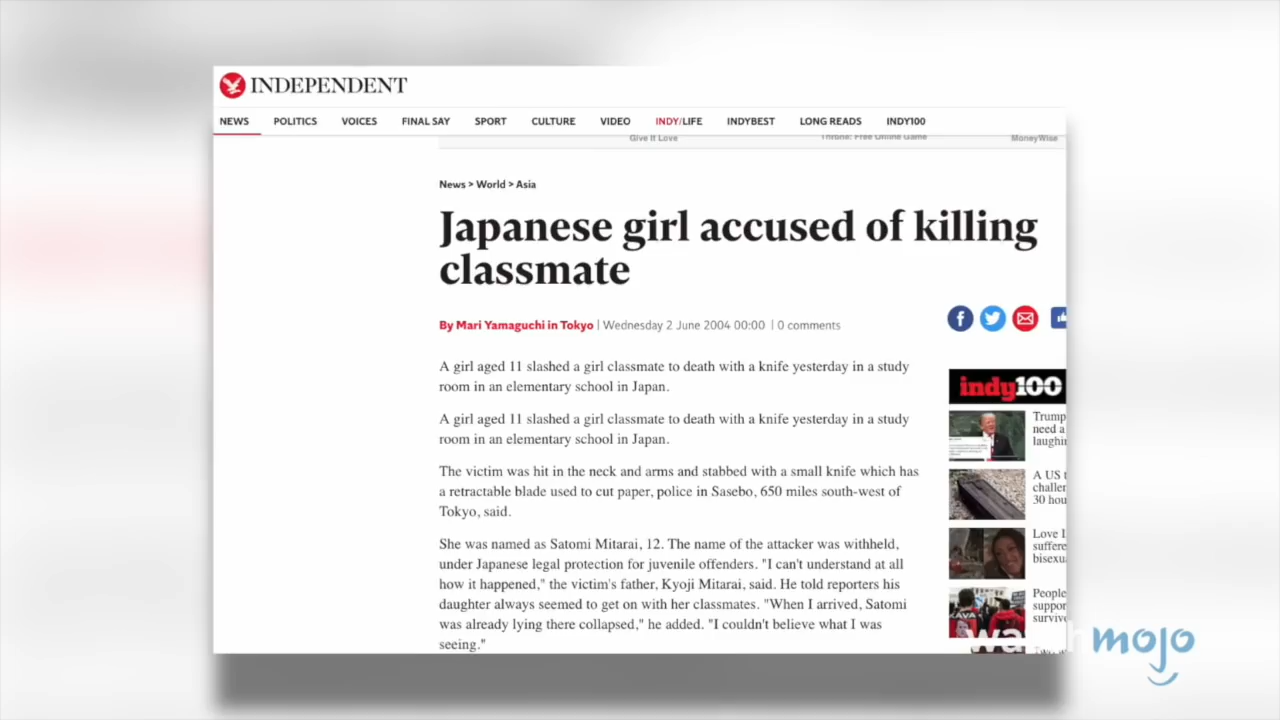 INDEPENDENT
NEWS POLITICS VOICES FINAL SAY SPORT CULTURE VIDEO INDY/LIFE INDYBEST LONG READS INDY100
Give It Love Throne: Free Online Game MoneyWise
News > World > Asia
Japanese girl accused of killing
classmate
By Mari Yamaguchi in Tokyo | Wednesday 2 June 2004 00:00 | 0 comments
A girl aged 11 slashed a girl classmate to death with a knife yesterday in a study
room in an elementary school in Japan.
A girl aged 11 slashed a girl classmate to death with a knife yesterday in a study
room in an elementary school in Japan.
The victim was hit in the neck and arms and stabbed with a small knife which has
a retractable blade used to cut paper, police in Sasebo, 650 miles south-west of
Tokyo, said.
She was named as Satomi Mitarai, 12. The name of the attacker was withheld,
under Japanese legal protection for juvenile offenders. "I can't understand at all
how it happened," the victim's father, Kyoji Mitarai, said. He told reporters his
daughter always seemed to get on with her classmates. "When I arrived, Satomi
was already lying there collapsed," he added. "I couldn't believe what I was
seeing."
indy100
Trump
need a
laughi
A US
challe
30 hou
Love I
suffere
bisexu
People
suppor
surviv
watchmojo